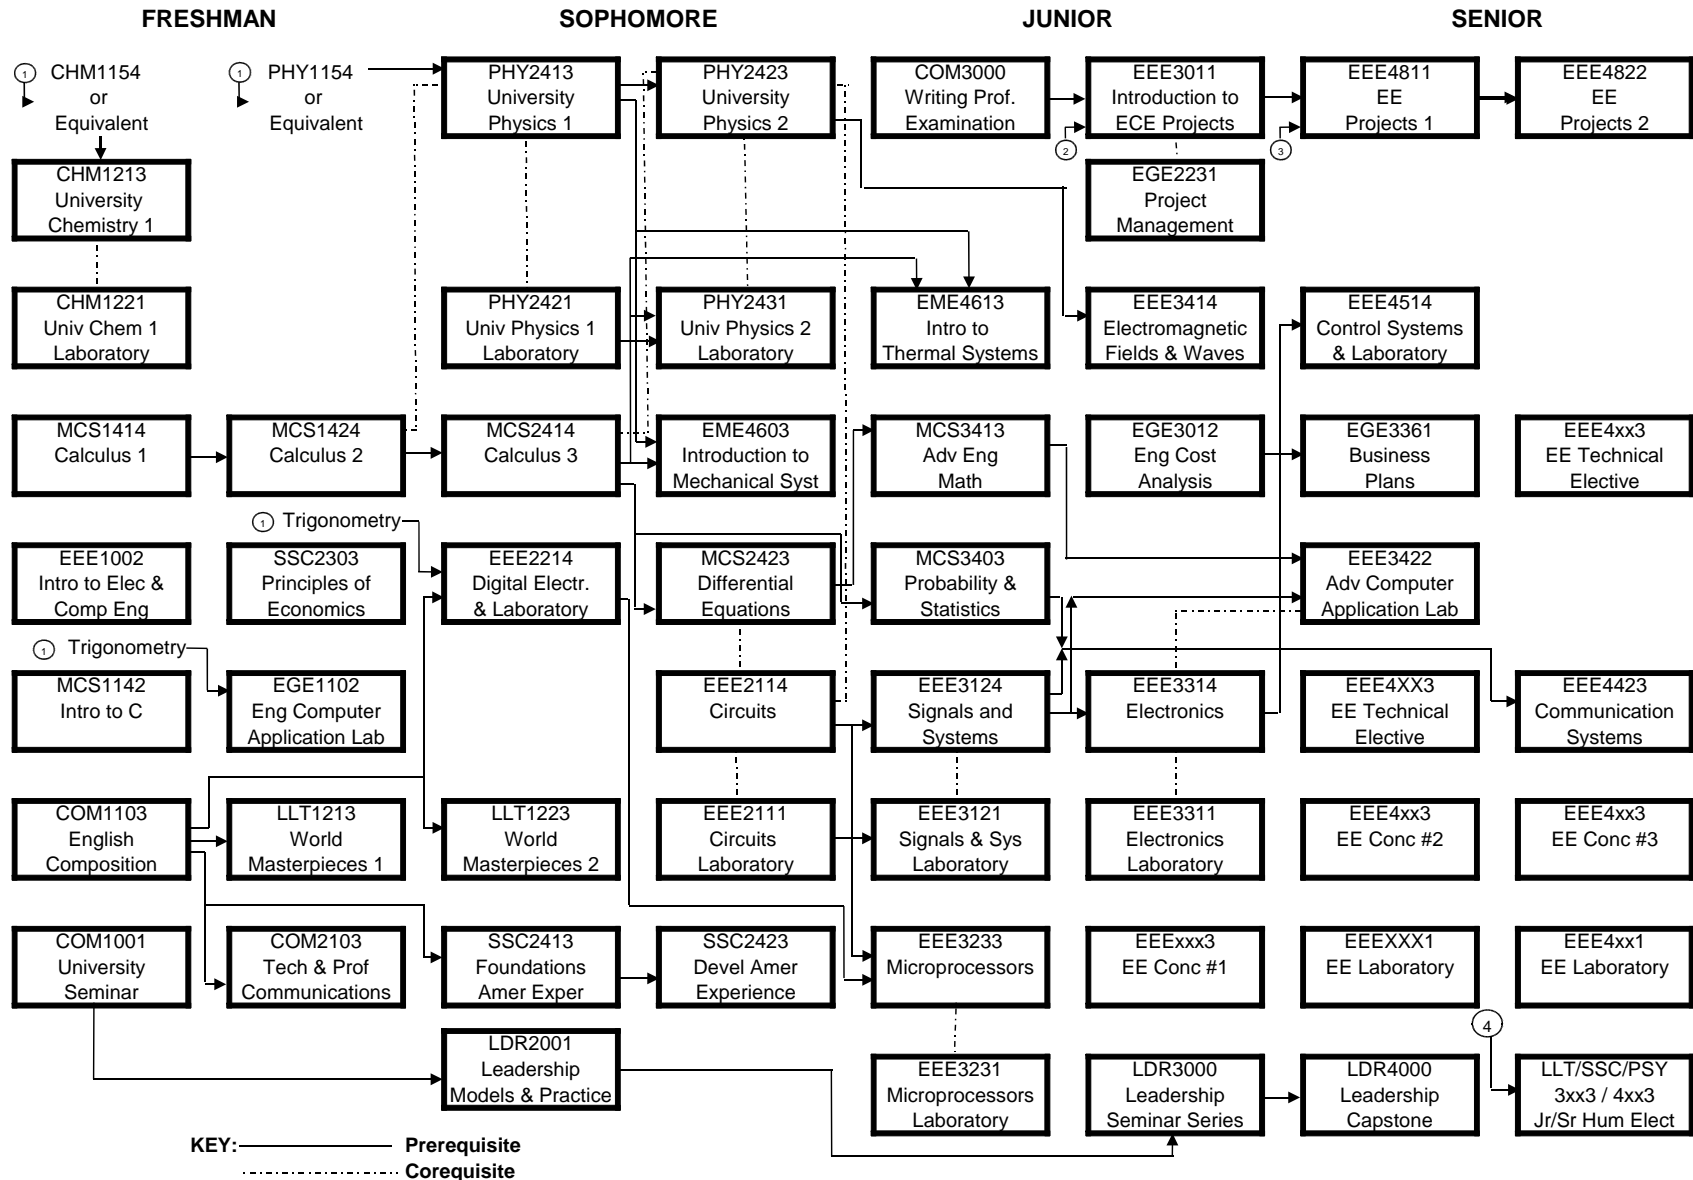 FRESHMAN
SOPHOMORE
JUNIOR
SENIOR
1
CHM1154
or
Equivalent
1
PHY1154
or
Equivalent
PHY2413
University
Physics 1
PHY2423
University
Physics 2
COM3000
Writing Prof.
Examination
EEE3011
Introduction to
ECE Projects
EEE4811
EE
Projects 1
EEE4822
EE
Projects 2
2
3
CHM1213
University
Chemistry 1
EGE2231
Project
Management
CHM1221
Univ Chem 1
Laboratory
PHY2421
Univ Physics 1
Laboratory
PHY2431
Univ Physics 2
Laboratory
EME4613
Intro to
Thermal Systems
EEE3414
Electromagnetic
Fields & Waves
EEE4514
Control Systems
& Laboratory
MCS1414
Calculus 1
MCS1424
Calculus 2
MCS2414
Calculus 3
EME4603
Introduction to
Mechanical Syst
MCS3413
Adv Eng
Math
EGE3012
Eng Cost
Analysis
EGE3361
Business
Plans
EEE4xx3
EE Technical
Elective
1
Trigonometry
EEE1002
Intro to Elec &
Comp Eng
SSC2303
Principles of
Economics
EEE2214
Digital Electr.
& Laboratory
MCS2423
Differential
Equations
MCS3403
Probability &
Statistics
EEE3422
Adv Computer
Application Lab
1
Trigonometry
MCS1142
Intro to C
EGE1102
Eng Computer
Application Lab
EEE2114
Circuits
EEE3124
Signals and
Systems
EEE3314
Electronics
EEE4XX3
EE Technical
Elective
EEE4423
Communication
Systems
COM1103
English
Composition
LLT1213
World
Masterpieces 1
LLT1223
World
Masterpieces 2
EEE2111
Circuits
Laboratory
EEE3121
Signals & Sys
Laboratory
EEE3311
Electronics
Laboratory
EEE4xx3
EE Conc #2
EEE4xx3
EE Conc #3
COM1001
University
Seminar
COM2103
Tech & Prof
Communications
SSC2413
Foundations
Amer Exper
SSC2423
Devel Amer
Experience
EEE3233
Microprocessors
EEExxx3
EE Conc #1
EEEXXX1
EE Laboratory
EEE4xx1
EE Laboratory
4
LDR2001
Leadership
Models & Practice
EEE3231
Microprocessors
Laboratory
LDR3000
Leadership
Seminar Series
LDR4000
Leadership
Capstone
LLT/SSC/PSY
3xx3 / 4xx3
Jr/Sr Hum Elect
KEY:
Prerequisite
Corequisite